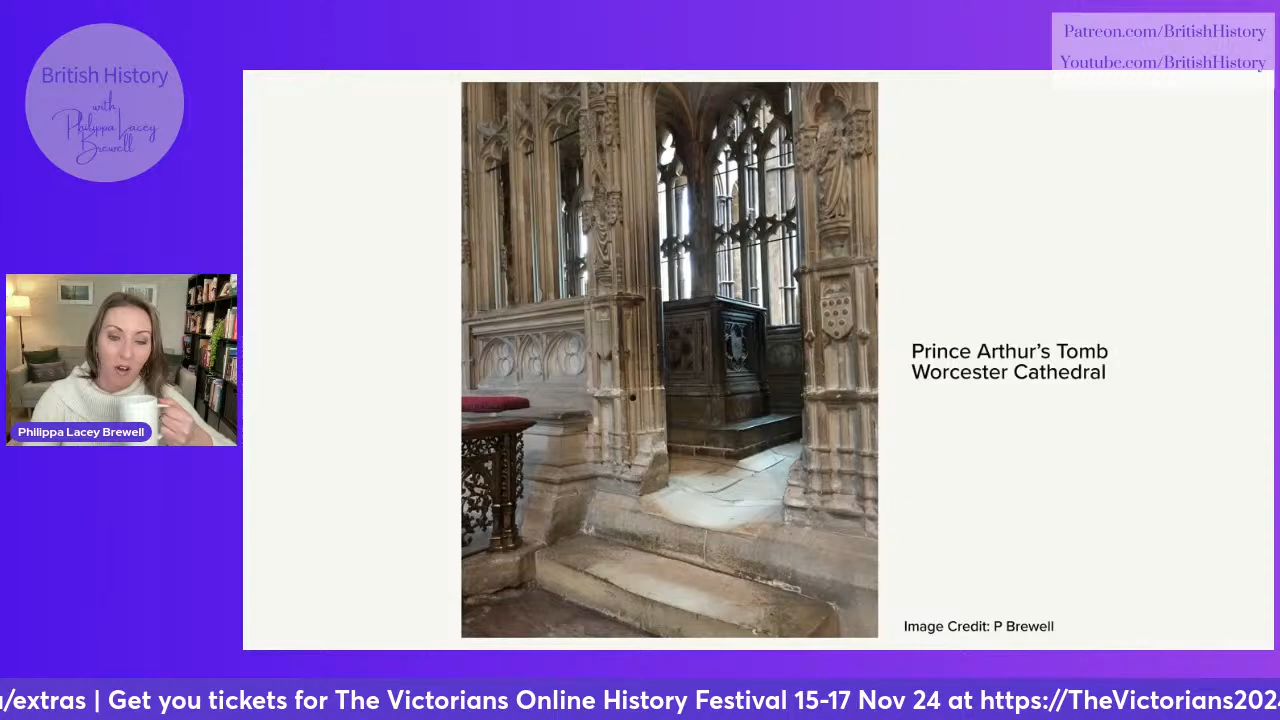 British History
with
Philippa Lacey
Brewell
Patreon.com/BritishHistory
Youtube.com/BritishHistory
Prince Arthur’s Tomb
Worcester Cathedral
Philippa Lacey Brewell
Image Credit: P Brewell
/extras | Get you tickets for The Victorians Online History Festival 15-17 Nov 24 at https://TheVictorians202